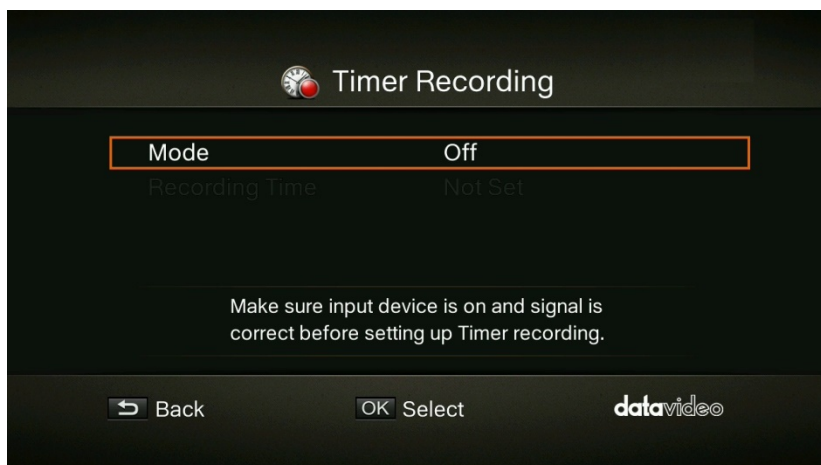 Timer Recording
Mode Off
Recording Time Not Set
Make sure input device is on and signal is
correct before setting up Timer recording.
Back OK Select datavideo